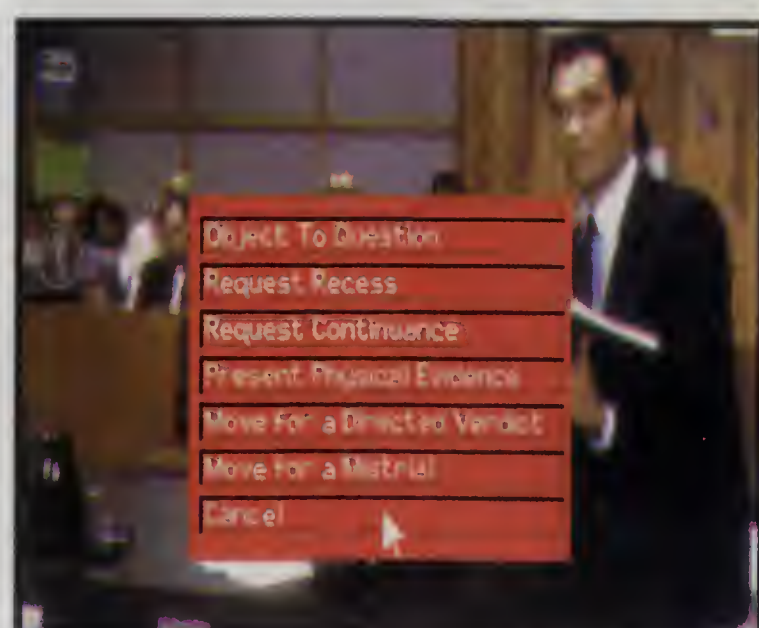 Object To Question
Request Recess
Request Continuance
Present Physical Evidence
Move for a Directed Verdict
Move for a Mistrial
Cancel